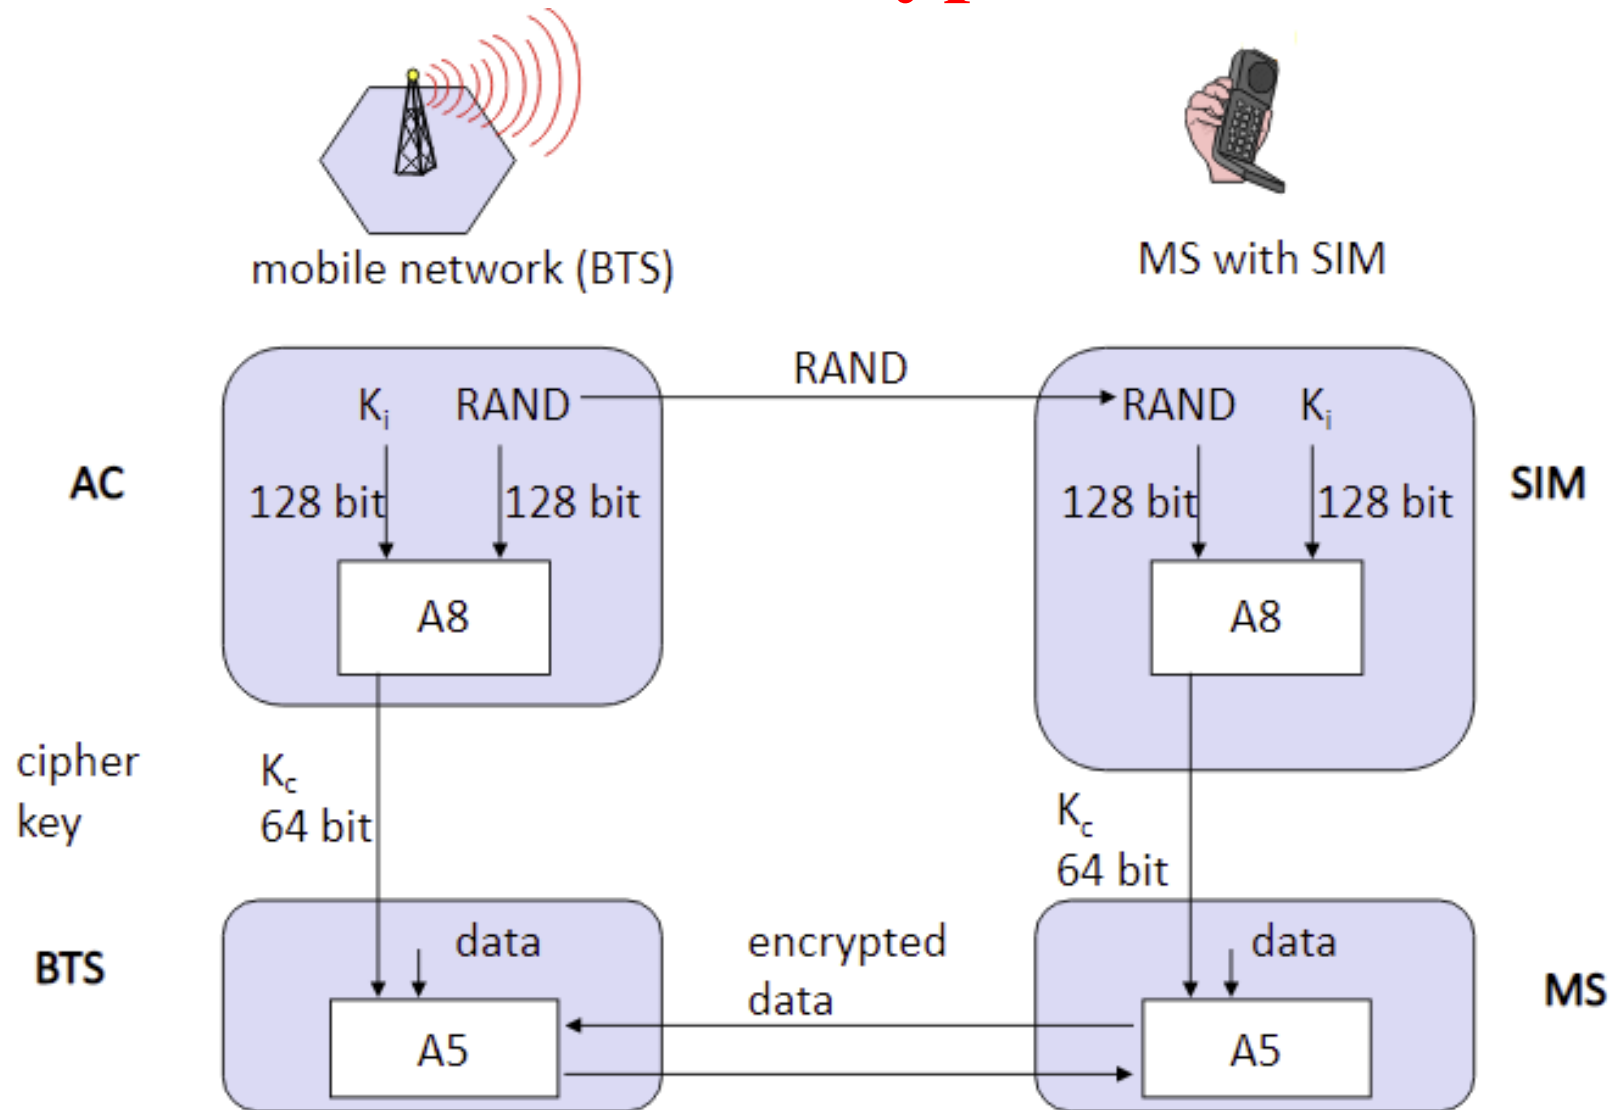 mobile network (BTS)
MS with SIM
RAND
Ki RAND
RAND Ki
AC
128 bit 128 bit
128 bit 128 bit
SIM
A8
A8
cipher
key
Kc
64 bit
Kc
64 bit
BTS
data
encrypted
data
data
MS
A5
A5